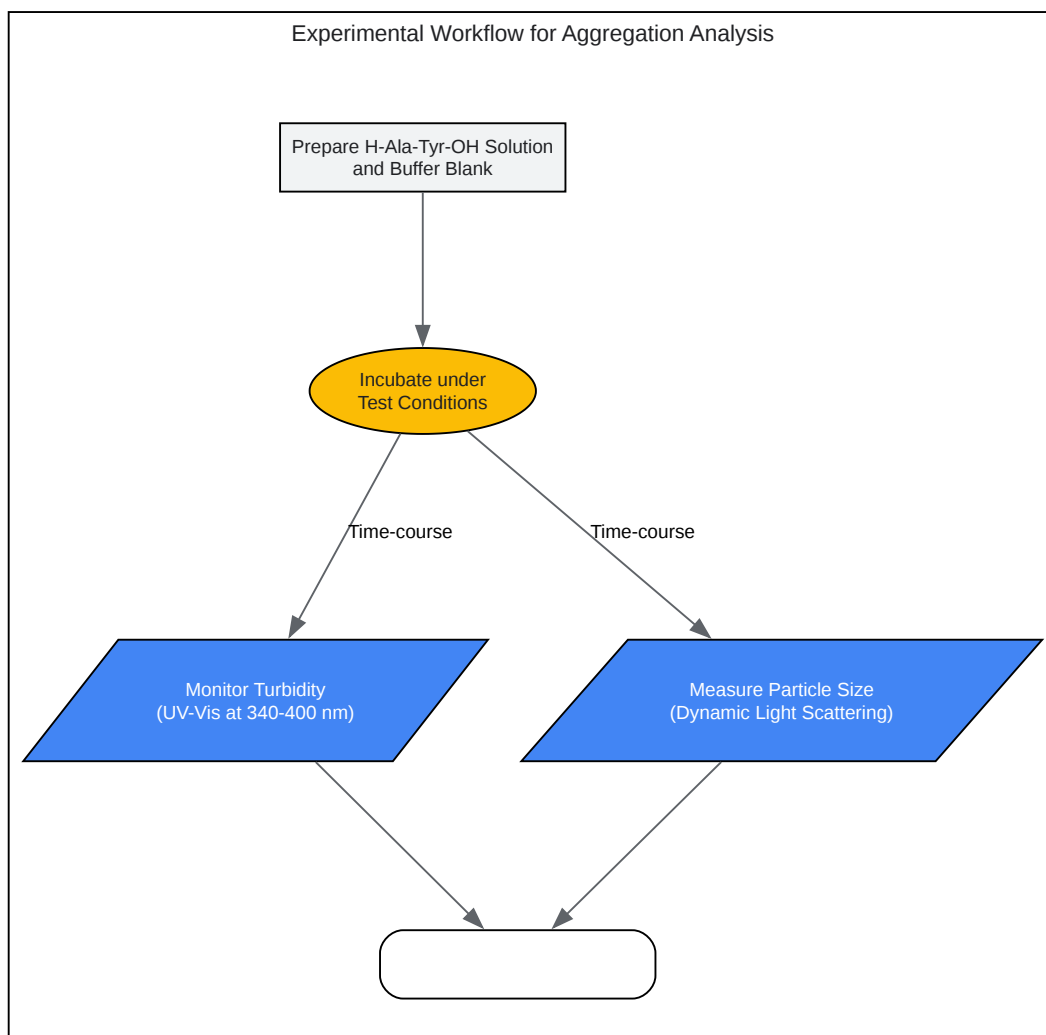 Experimental Workflow for Aggregation Analysis
Prepare H-Ala-Tyr-OH Solution
and Buffer Blank
Incubate under
Test Conditions
Time-course
Time-course
Monitor Turbidity
(UV-Vis at 340-400 nm)
Measure Particle Size
(Dynamic Light Scattering)